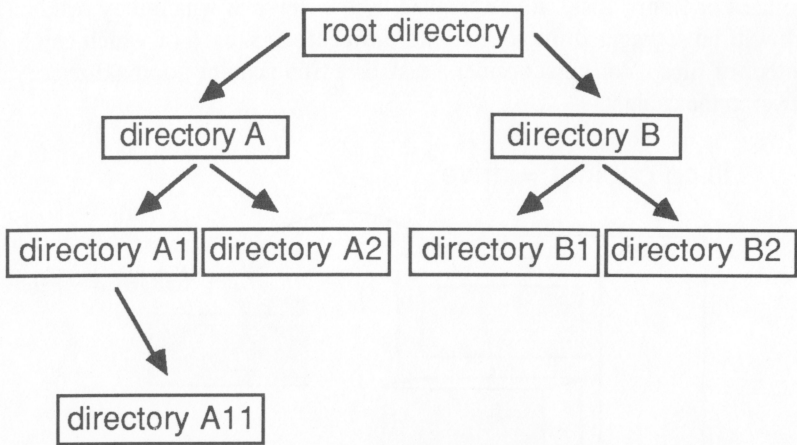 root directory
directory A
directory B
directory A1
directory A2
directory B1
directory B2
directory A11